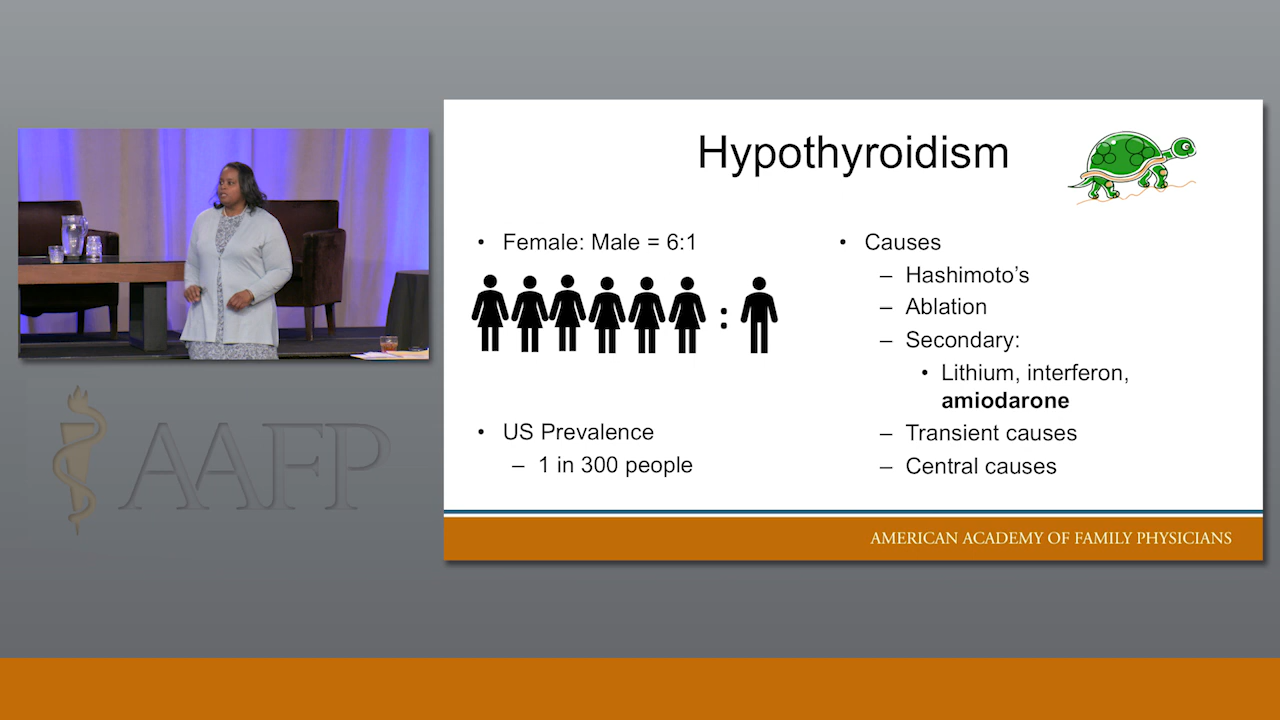 Hypothyroidism
• Female: Male = 6:1
:
• US Prevalence
– 1 in 300 people
• Causes
– Hashimoto’s
– Ablation
– Secondary:
• Lithium, interferon,
amiodarone
– Transient causes
– Central causes
AMERICAN ACADEMY OF FAMILY PHYSICIANS
AAFP